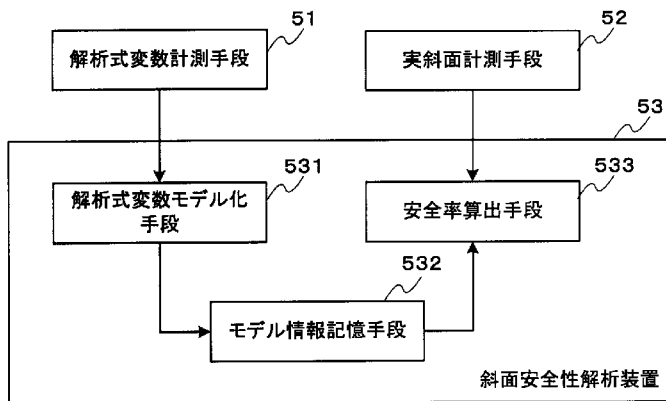 51
解析式変数計測手段
52
実斜面計測手段
53
531
解析式変数モデル化
手段
533
安全率算出手段
532
モデル情報記憶手段
斜面安全性解析装置